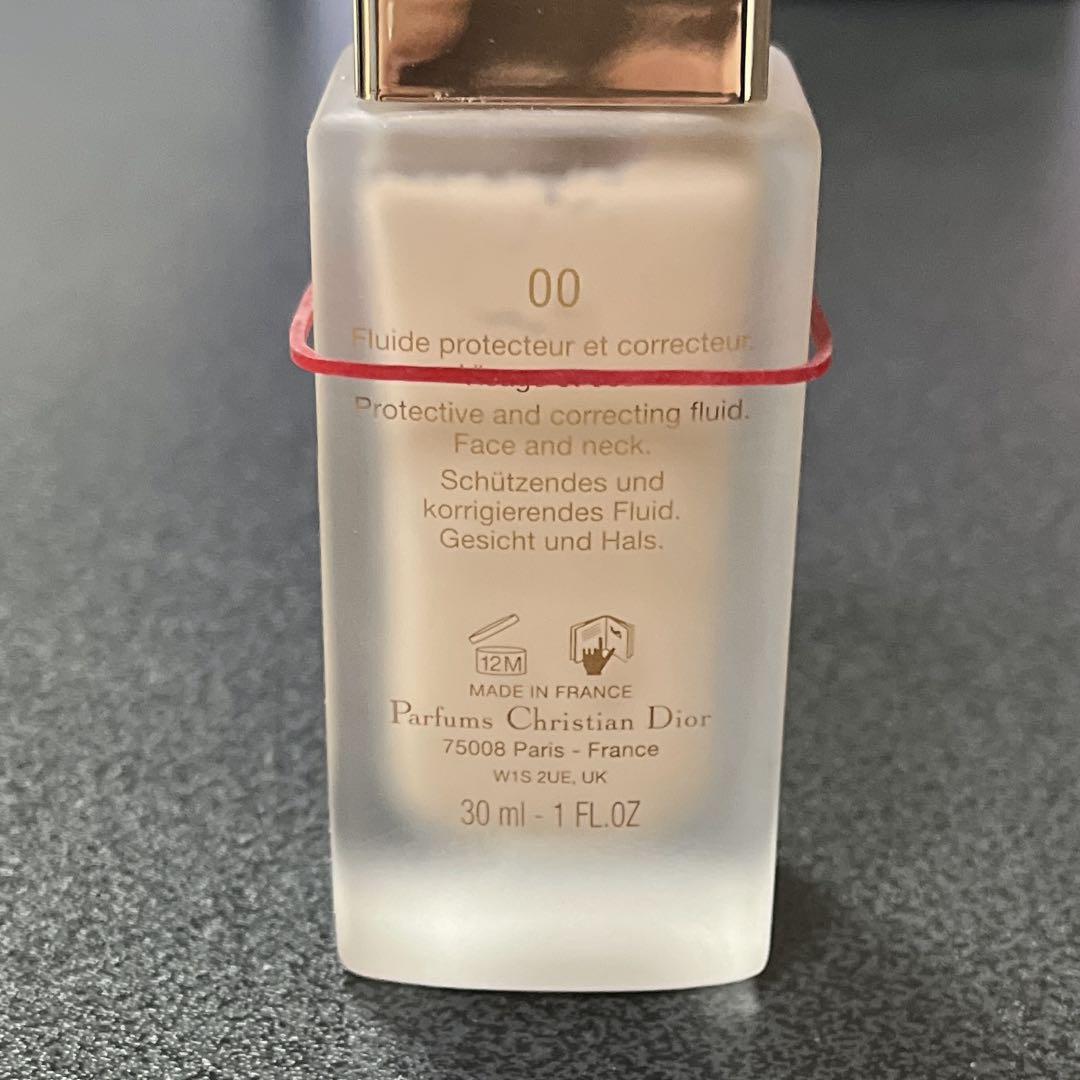 00
Fluide protecteur et correcteur.
Protective and correcting fluid.
Face and neck.
Schützendes und
korrigierendes Fluid.
Gesicht und Hals.
12M
MADE IN FRANCE
Parfums Christian Dior
75008 Paris - France
W1S 2UE, UK
30 ml - 1 FL.OZ